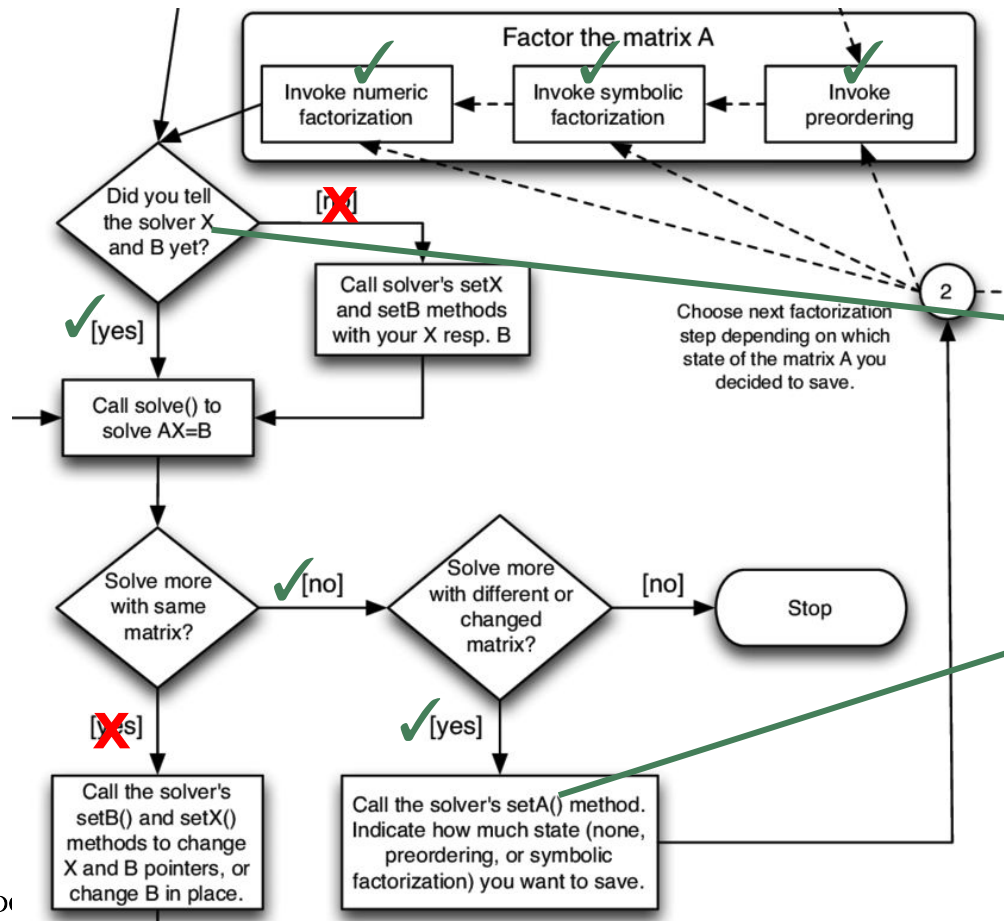 Factor the matrix A
Invoke numeric
factorization
Invoke symbolic
factorization
Invoke
preordering
Did you tell
the solver X
and B yet?
[no]
Call solver's setX
and setB methods
with your X resp. B
2
Choose next factorization
step depending on which
state of the matrix A you
decided to save.
[yes]
Call solve() to
solve AX=B
Solve more
with same
matrix?
[no]
Solve more
with different or
changed
matrix?
[no]
Stop
[yes]
[yes]
Call the solver's
setB() and setX()
methods to change
X and B pointers, or
change B in place.
Call the solver's setA() method.
Indicate how much state (none,
preordering, or symbolic
factorization) you want to save.